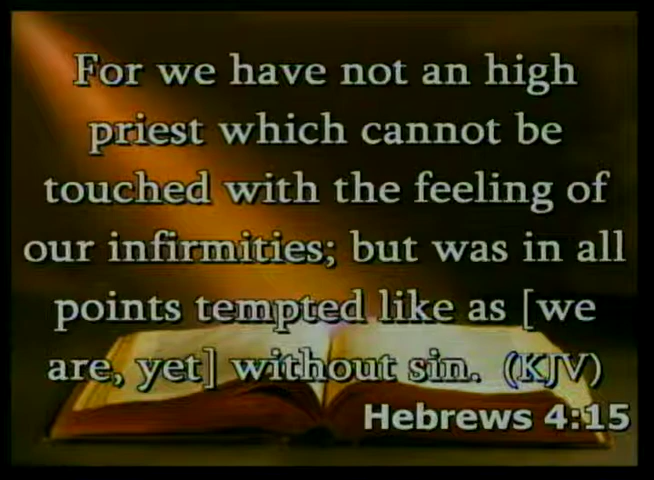 For we have not an high
priest which cannot be
touched with the feeling of
our infirmities; but was in all
points tempted like as [we
are, yet] without sin. (KJV)
Hebrews 4:15